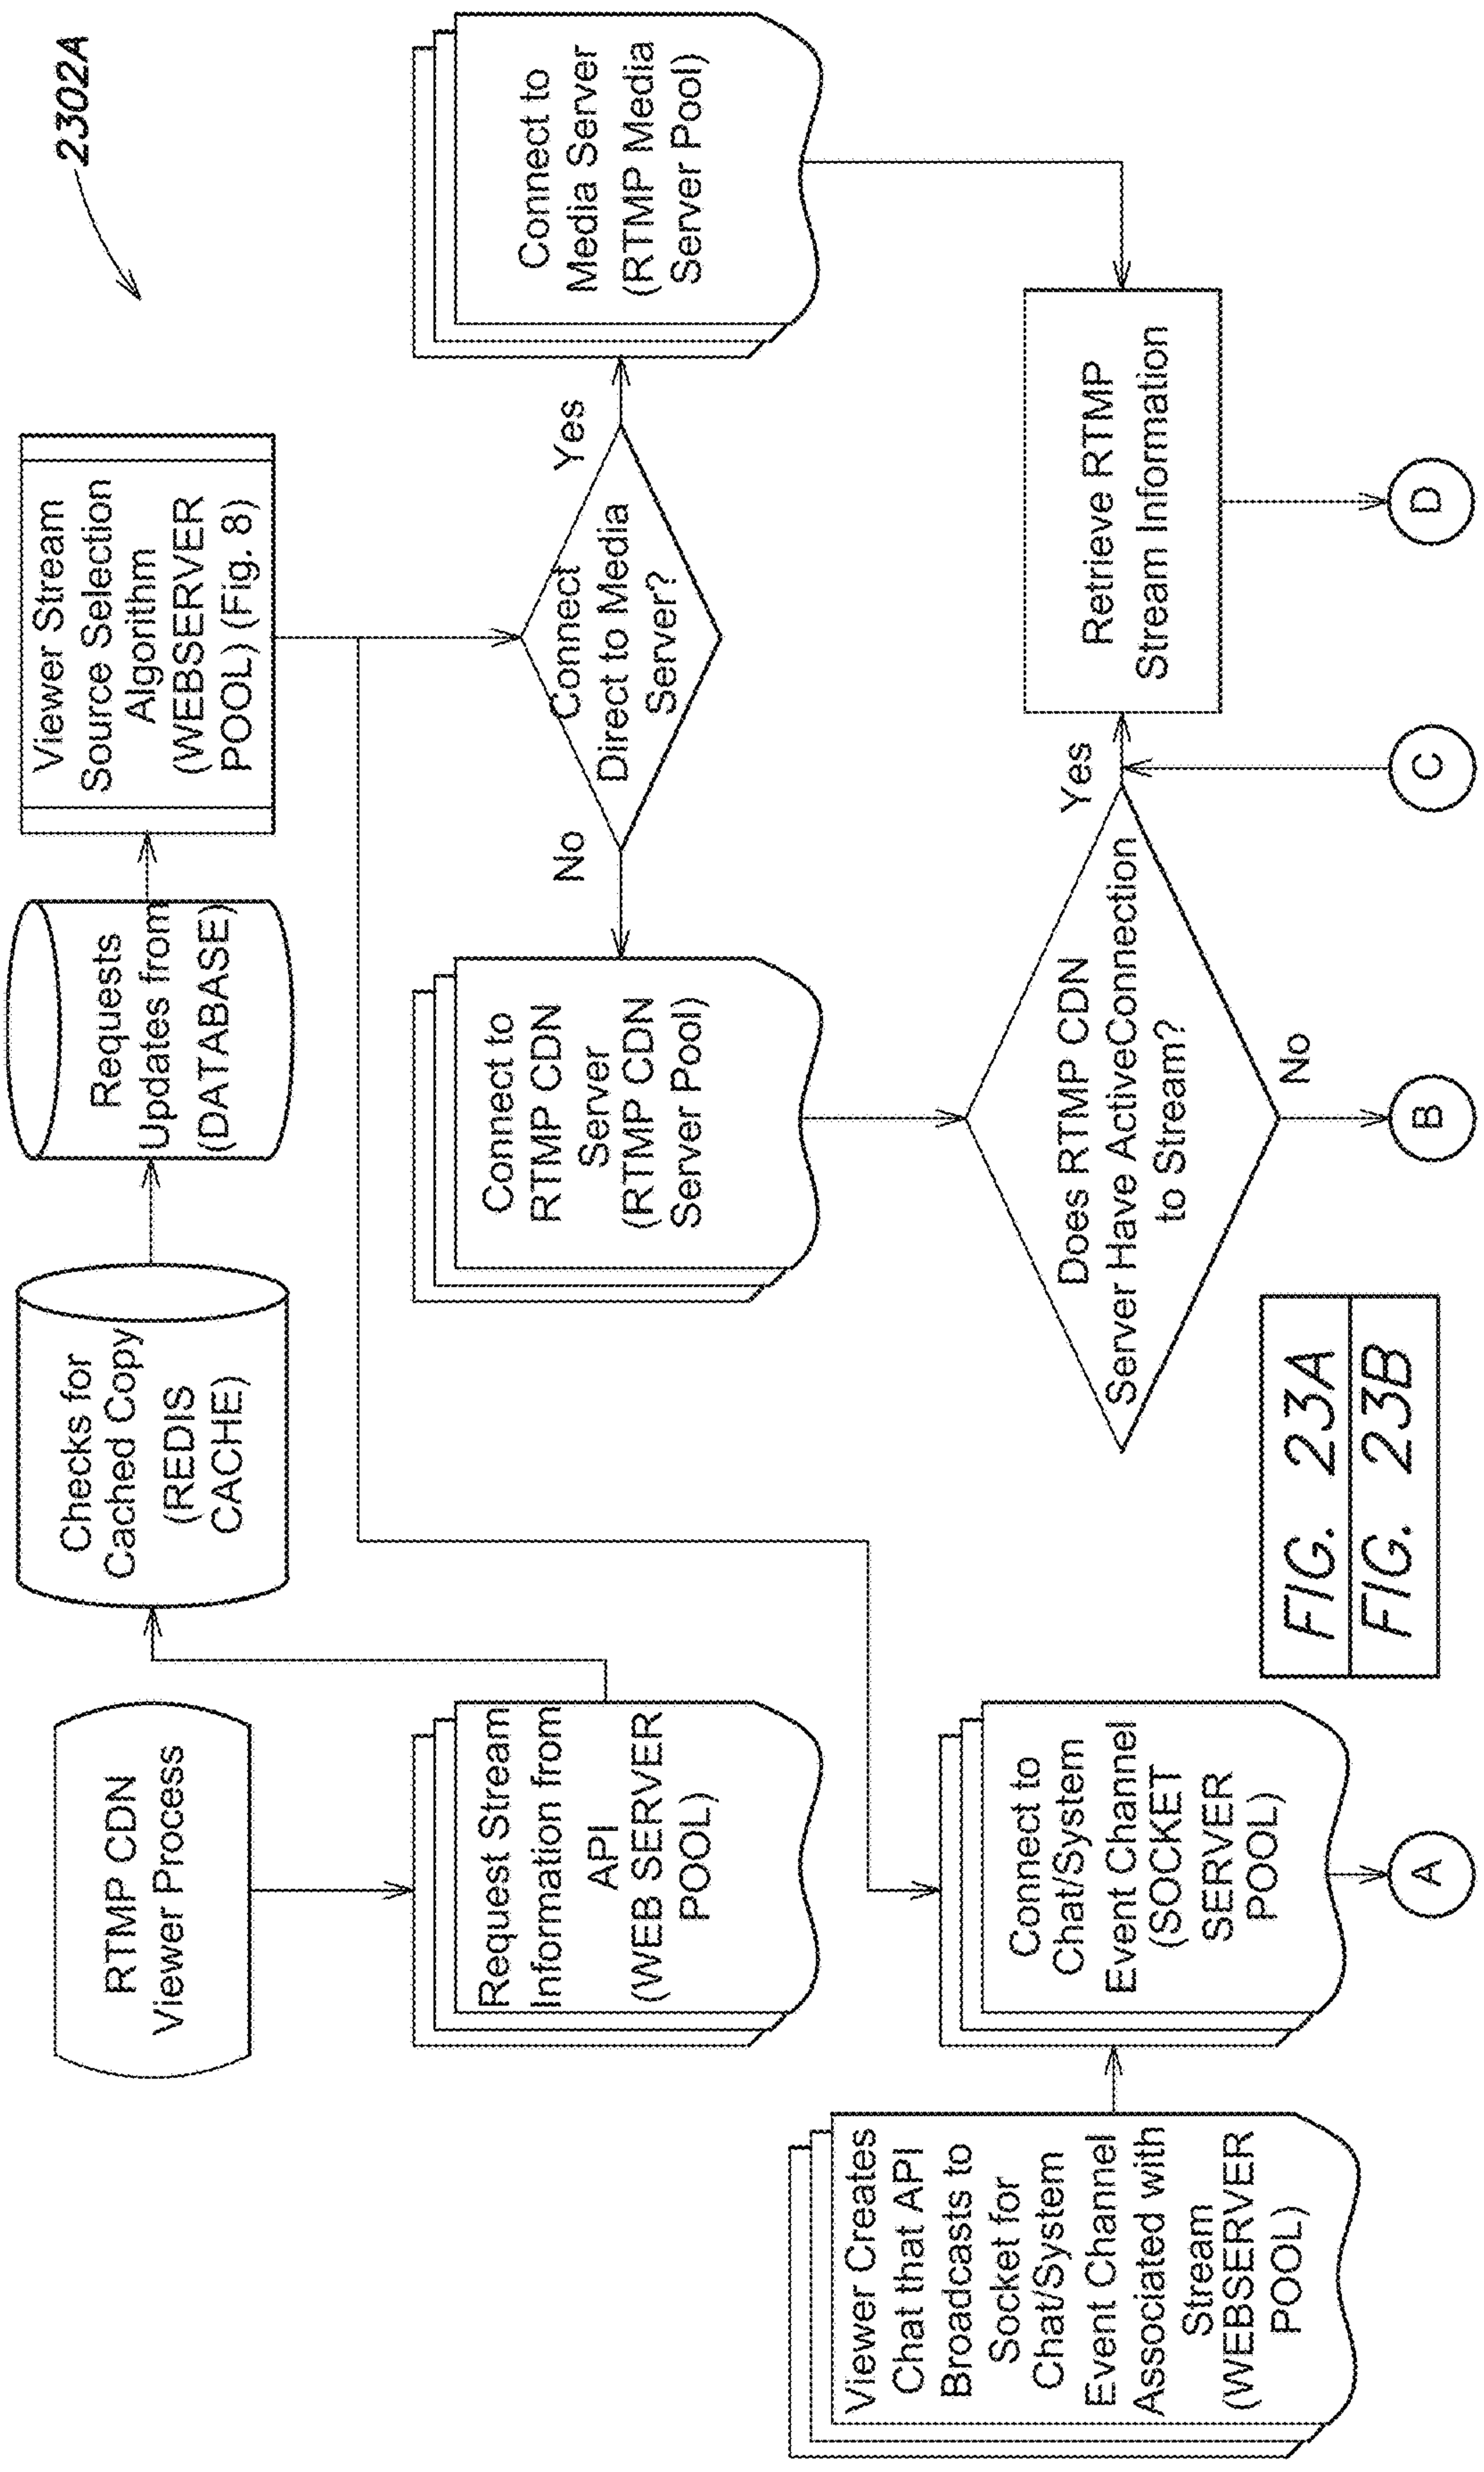 2302A
RTMP CDN
Viewer Process
Checks for
Cached Copy
(REDIS
CACHE)
Requests
Updates from
(DATABASE)
Viewer Stream
Source Selection
Algorithm
(WEBSERVER
POOL) (Fig. 8)
Request Stream
Information from
API
(WEB SERVER
POOL)
Connect to
RTMP CDN
Server
(RTMP CDN
Server Pool)
No
Connect
Direct to Media
Server?
Yes
Connect to
Media Server
(RTMP Media
Server Pool)
Viewer Creates
Chat that API
Broadcasts to
Socket for
Chat/System
Event Channel
Associated with
Stream
(WEBSERVER
POOL)
Connect to
Chat/System
Event Channel
(SOCKET
SERVER
POOL)
Does RTMP CDN
Server Have ActiveConnection
to Stream?
Yes
No
Retrieve RTMP
Stream Information
A
B
C
D
FIG. 23A
FIG. 23B